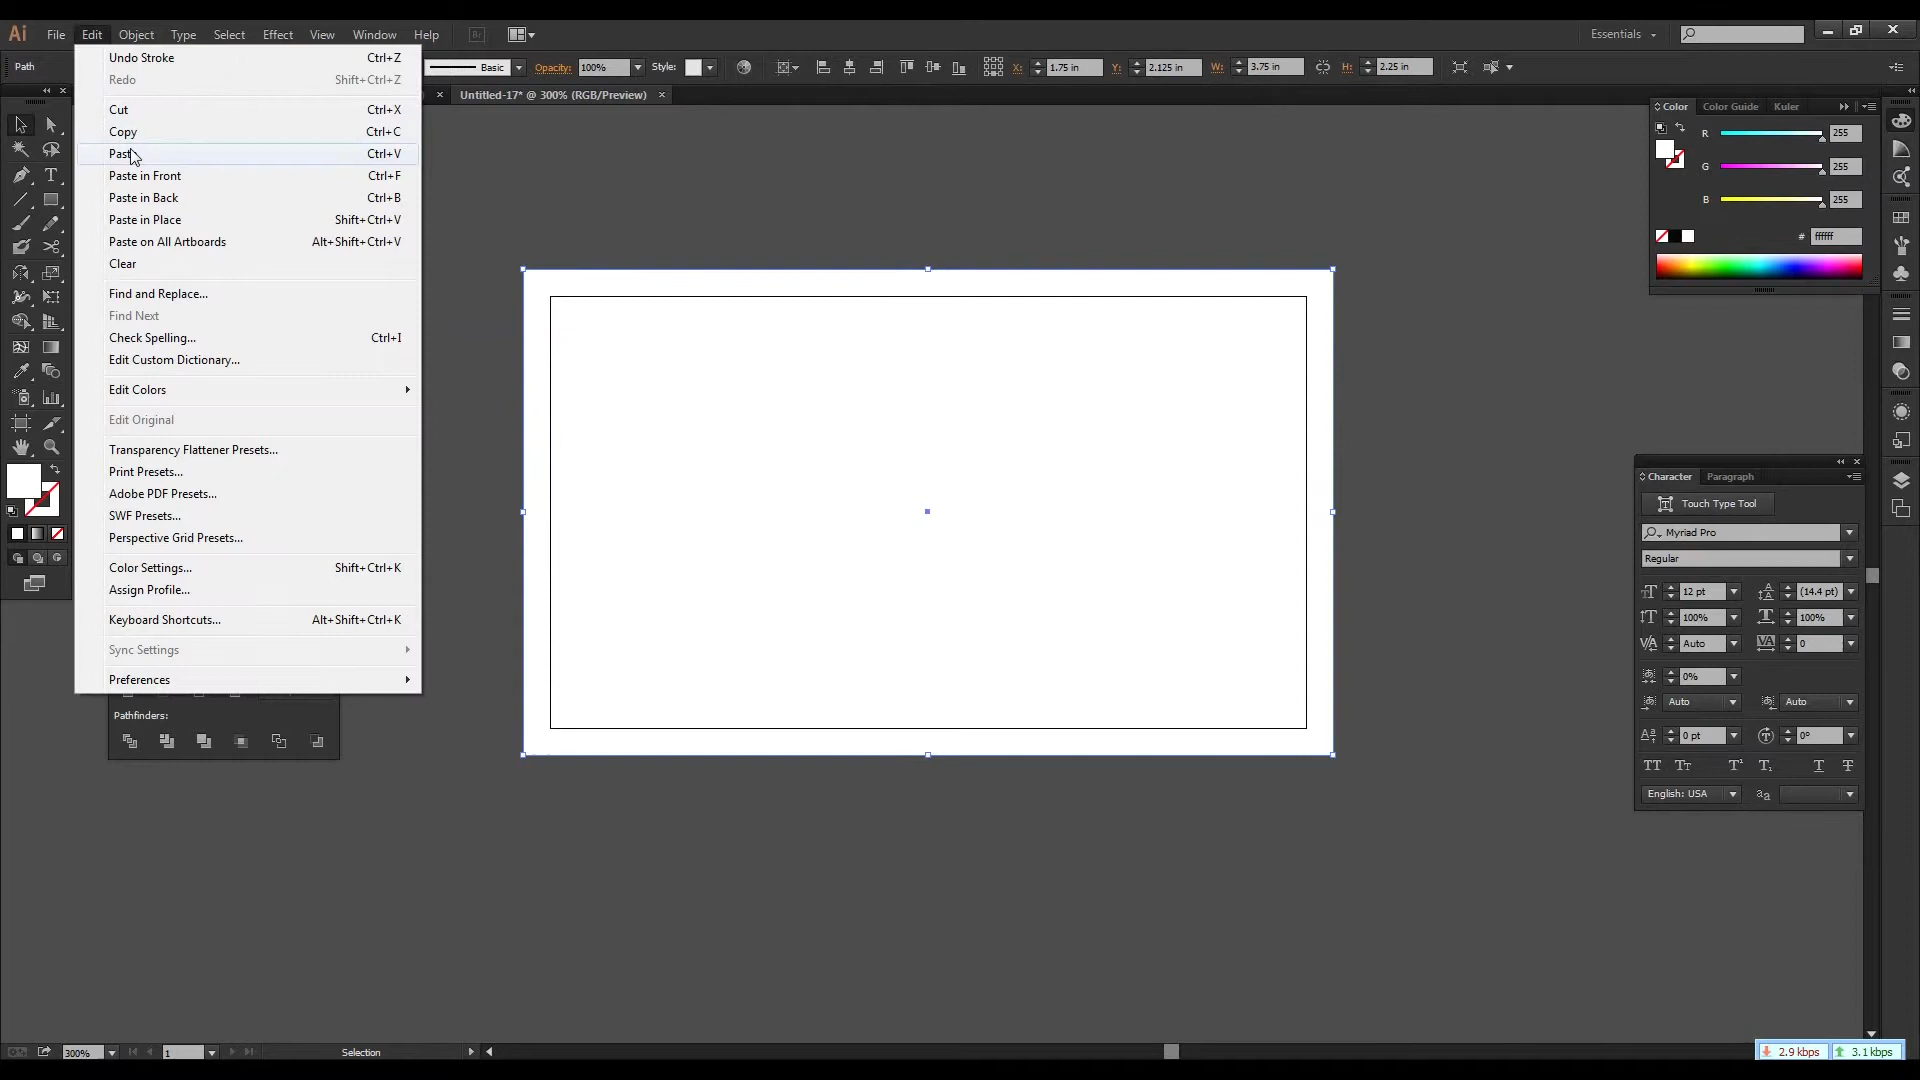 Ai File Edit Object Type Select Effect View Window Help Br Essentials
Path Basic Opacity: 100% Style: X: 1.75 in Y: 2.125 in W: 3.75 in H: 2.25 in
Untitled-17* @ 300% (RGB/Preview)
Undo Stroke Ctrl+Z
Redo Shift+Ctrl+Z
Cut Ctrl+X
Copy Ctrl+C
Paste Ctrl+V
Paste in Front Ctrl+F
Paste in Back Ctrl+B
Paste in Place Shift+Ctrl+V
Paste on All Artboards Alt+Shift+Ctrl+V
Clear
Find and Replace...
Find Next
Check Spelling... Ctrl+I
Edit Custom Dictionary...
Edit Colors
Edit Original
Transparency Flattener Presets...
Print Presets...
Adobe PDF Presets...
SWF Presets...
Perspective Grid Presets...
Color Settings... Shift+Ctrl+K
Assign Profile...
Keyboard Shortcuts... Alt+Shift+Ctrl+K
Sync Settings
Preferences
Pathfinders:
Color Color Guide Kuler
R 255
G 255
B 255
# ffffff
Character Paragraph
Touch Type Tool
Myriad Pro
Regular
12 pt (14.4 pt)
100% 100%
Auto 0
0%
Auto Auto
0 pt 0°
TT Tt T¹ T₁ T T
English: USA aa
300% 1 Selection
2.9 kbps 3.1 kbps